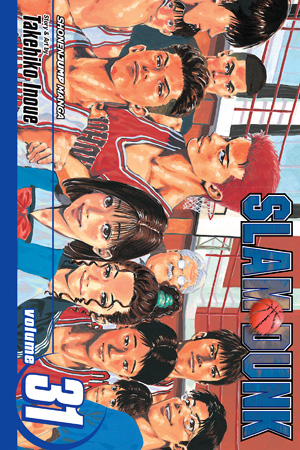 SLAM DUNK
SHONEN JUMP MANGA
Story & Art by
Takehiko Inoue
volume
31